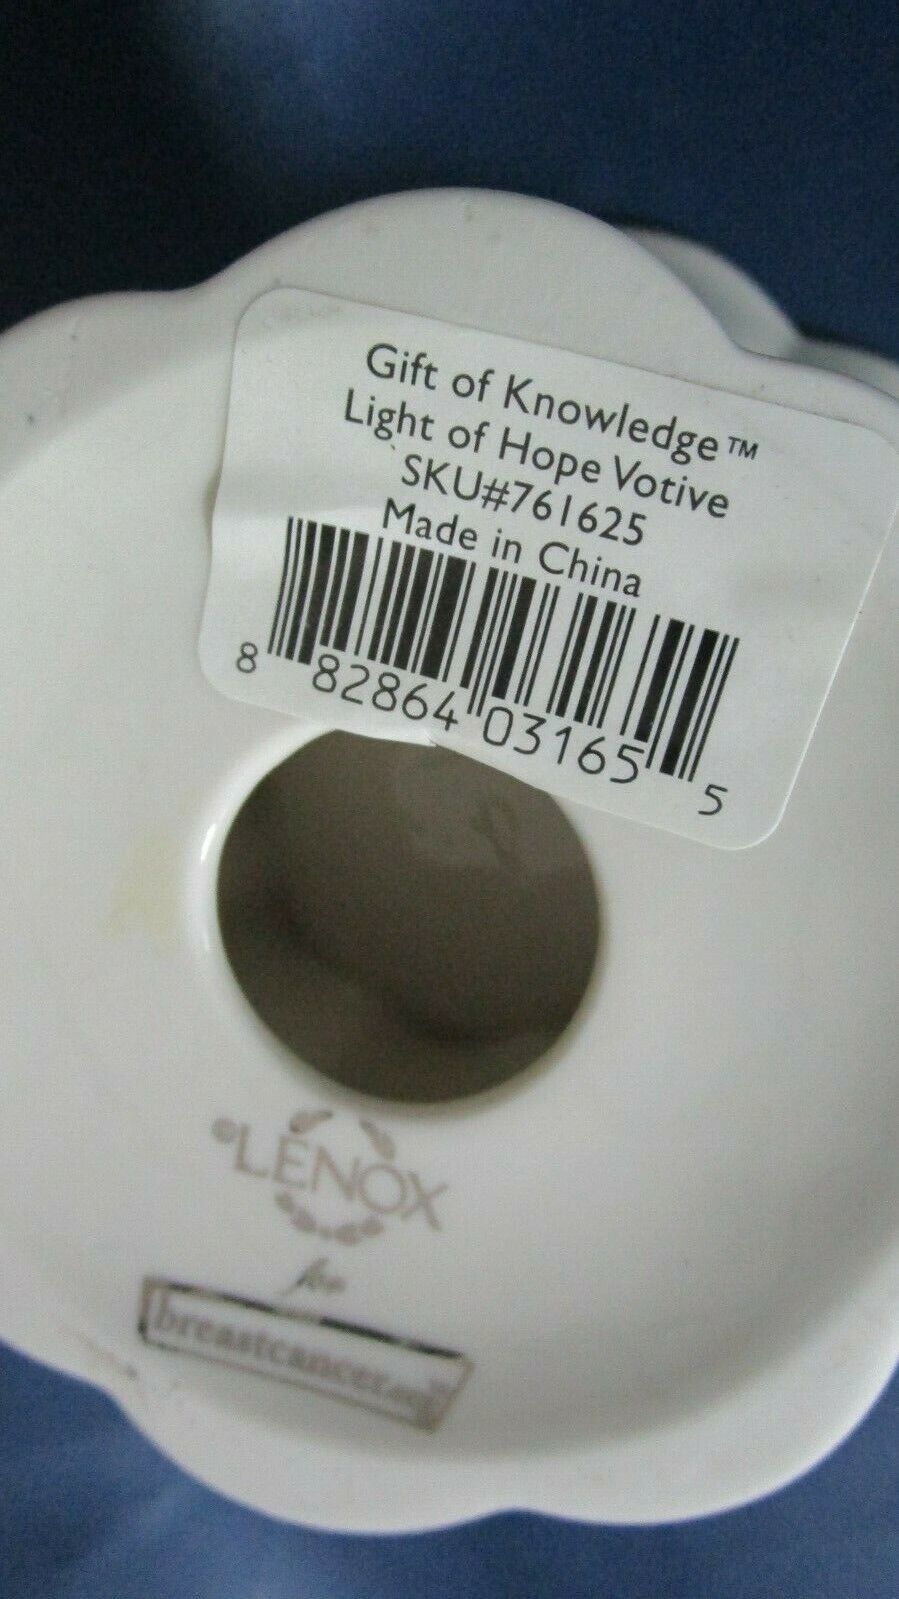 Gift of Knowledge™
Light of Hope Votive
SKU#761625
Made in China
8 82864 03165 5
®LENOX
for
breastcancer.org